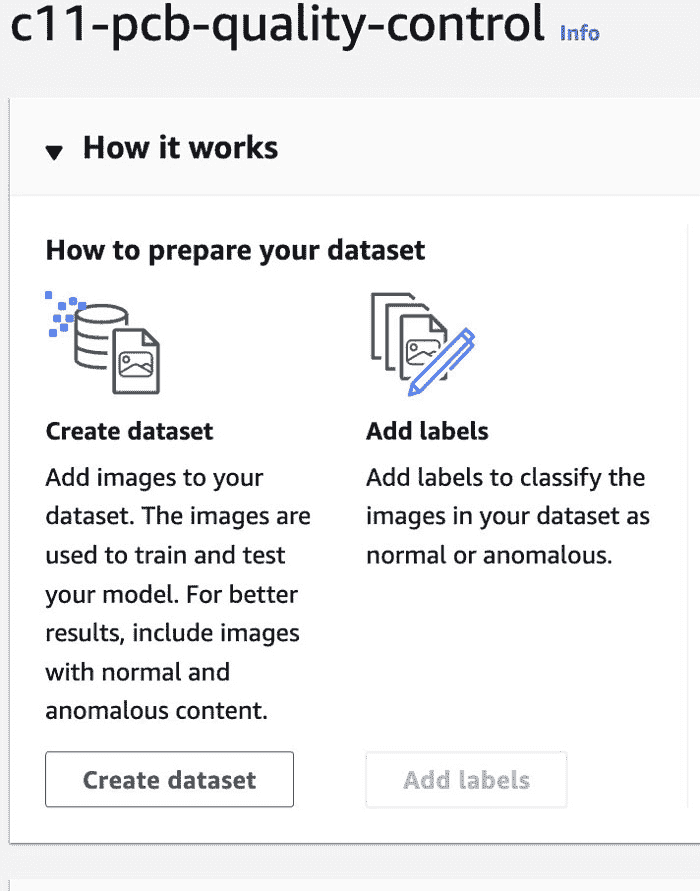 c11-pcb-quality-control Info
How it works
How to prepare your dataset
Create dataset
Add images to your
dataset. The images are
used to train and test
your model. For better
results, include images
with normal and
anomalous content.
Create dataset
Add labels
Add labels to classify the
images in your dataset as
normal or anomalous.
Add labels